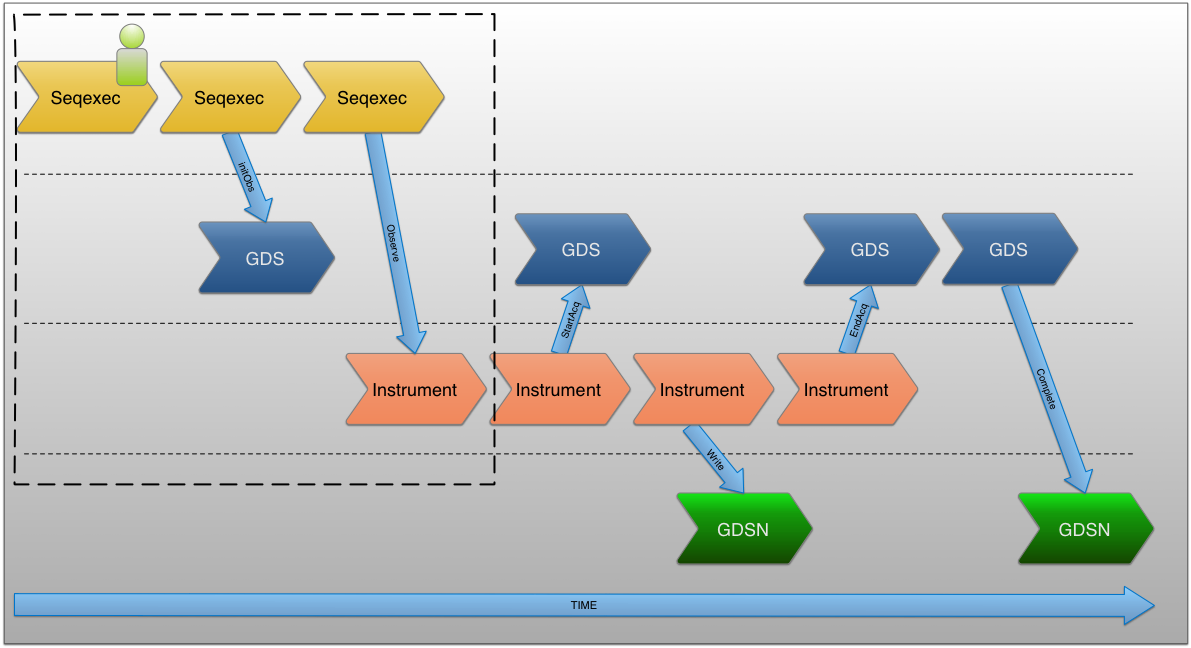 Seqexec
Seqexec
Seqexec
initObs
Observe
GDS
GDS
GDS
GDS
StartAcq
EndAcq
Complete
Instrument
Instrument
Instrument
Instrument
Write
GDSN
GDSN
TIME